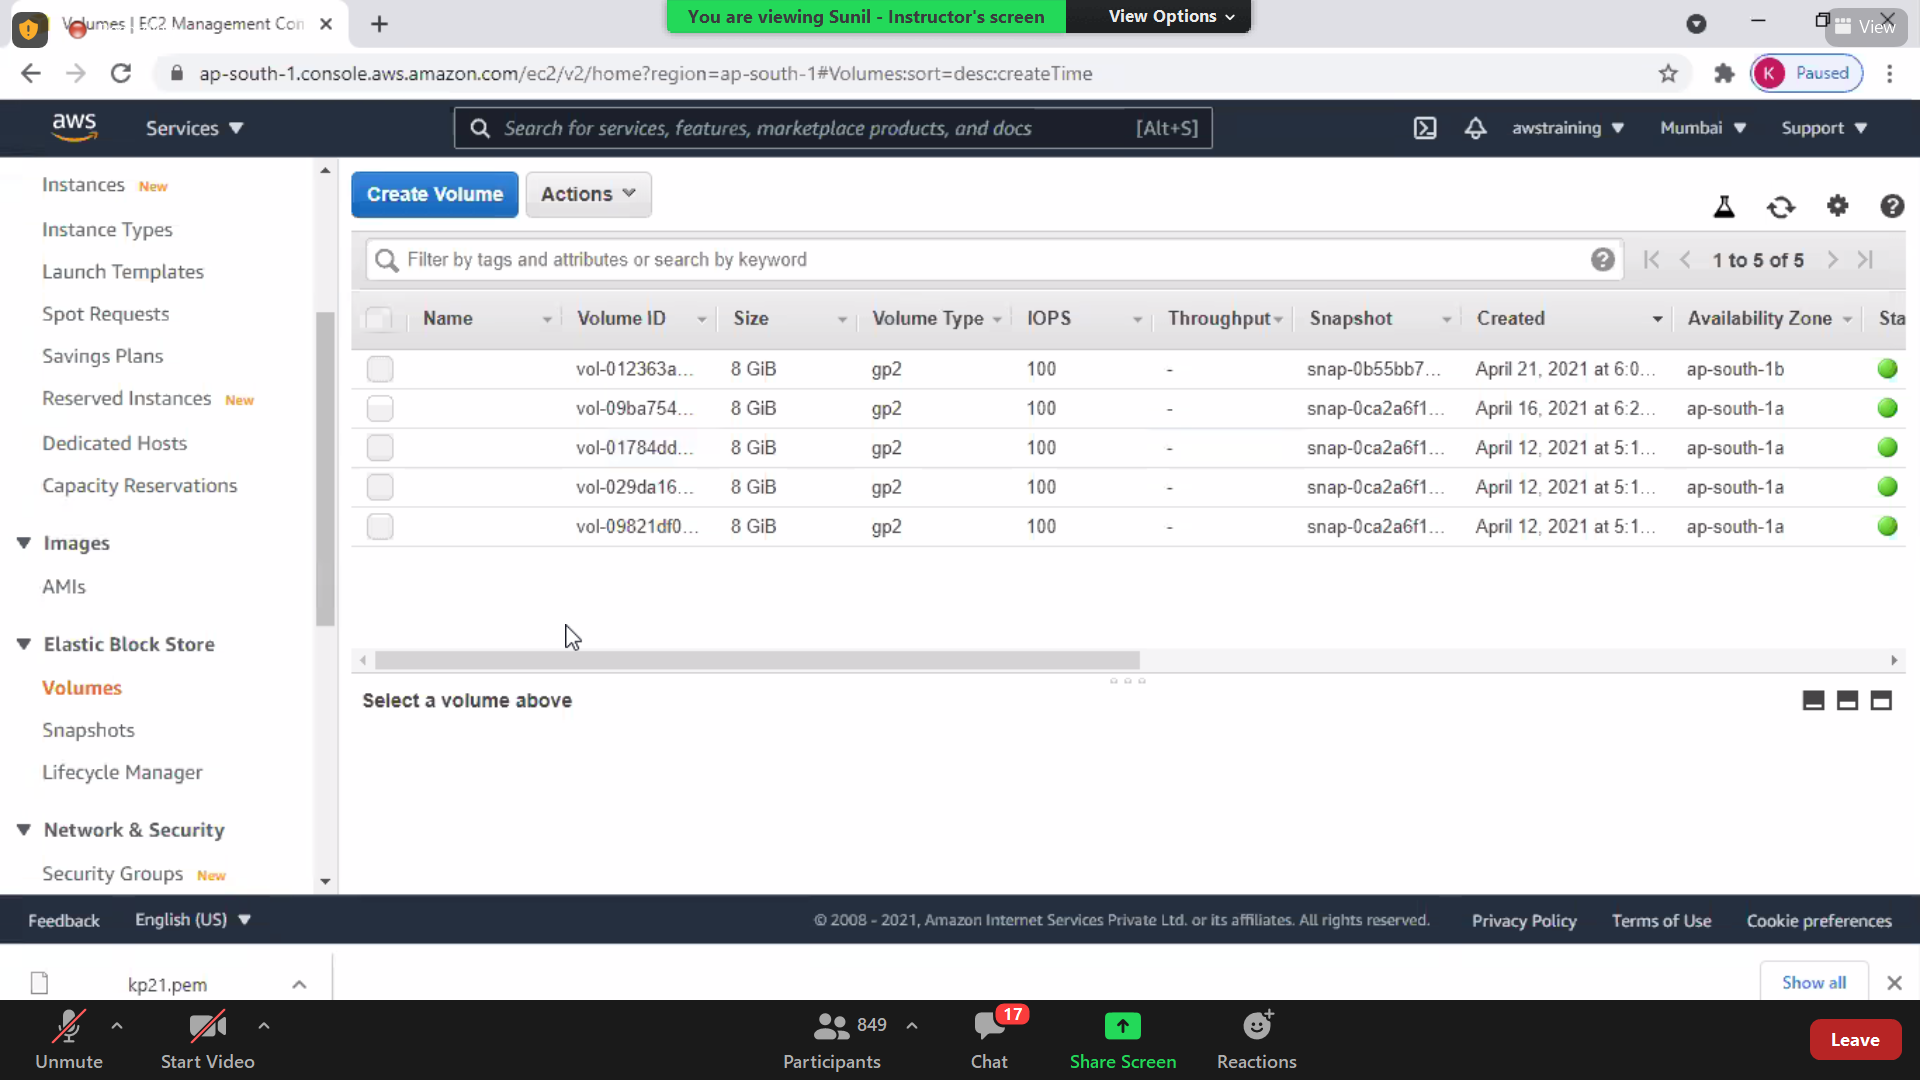 Volumes | EC2 Management Con
You are viewing Sunil - Instructor's screen
View Options
View
ap-south-1.console.aws.amazon.com/ec2/v2/home?region=ap-south-1#Volumes:sort=desc:createTime
K Paused
aws
Services
Search for services, features, marketplace products, and docs [Alt+S]
awstraining
Mumbai
Support
Instances New
Instance Types
Launch Templates
Spot Requests
Savings Plans
Reserved Instances New
Dedicated Hosts
Capacity Reservations
Images
AMIs
Elastic Block Store
Volumes
Snapshots
Lifecycle Manager
Network & Security
Security Groups New
Create Volume
Actions
Filter by tags and attributes or search by keyword
1 to 5 of 5
Name Volume ID Size Volume Type IOPS Throughput Snapshot Created Availability Zone Sta
vol-012363a... 8 GiB gp2 100 - snap-0b55bb7... April 21, 2021 at 6:0... ap-south-1b
vol-09ba754... 8 GiB gp2 100 - snap-0ca2a6f1... April 16, 2021 at 6:2... ap-south-1a
vol-01784dd... 8 GiB gp2 100 - snap-0ca2a6f1... April 12, 2021 at 5:1... ap-south-1a
vol-029da16... 8 GiB gp2 100 - snap-0ca2a6f1... April 12, 2021 at 5:1... ap-south-1a
vol-09821df0... 8 GiB gp2 100 - snap-0ca2a6f1... April 12, 2021 at 5:1... ap-south-1a
Select a volume above
Feedback
English (US)
© 2008 - 2021, Amazon Internet Services Private Ltd. or its affiliates. All rights reserved.
Privacy Policy
Terms of Use
Cookie preferences
kp21.pem
Show all
Unmute
Start Video
849
Participants
17
Chat
Share Screen
Reactions
Leave